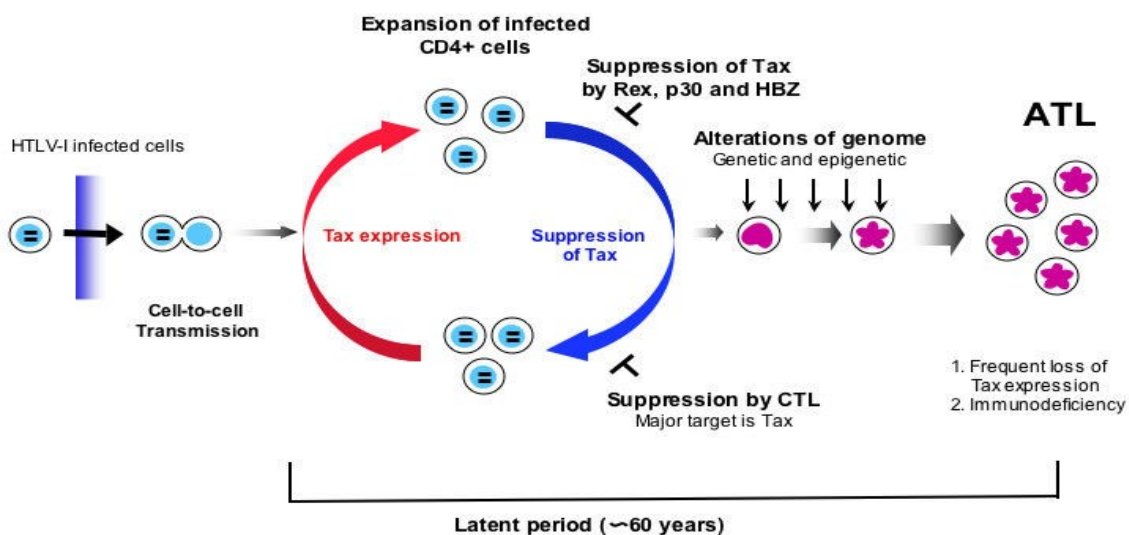 Expansion of infected
CD4+ cells
Suppression of Tax
by Rex, p30 and HBZ
ATL
HTLV-I infected cells
Alterations of genome
Genetic and epigenetic
Tax expression
Suppression
of Tax
Cell-to-cell
Transmission
Suppression by CTL
Major target is Tax
1. Frequent loss of
Tax expression
2. Immunodeficiency
Latent period (~60 years)